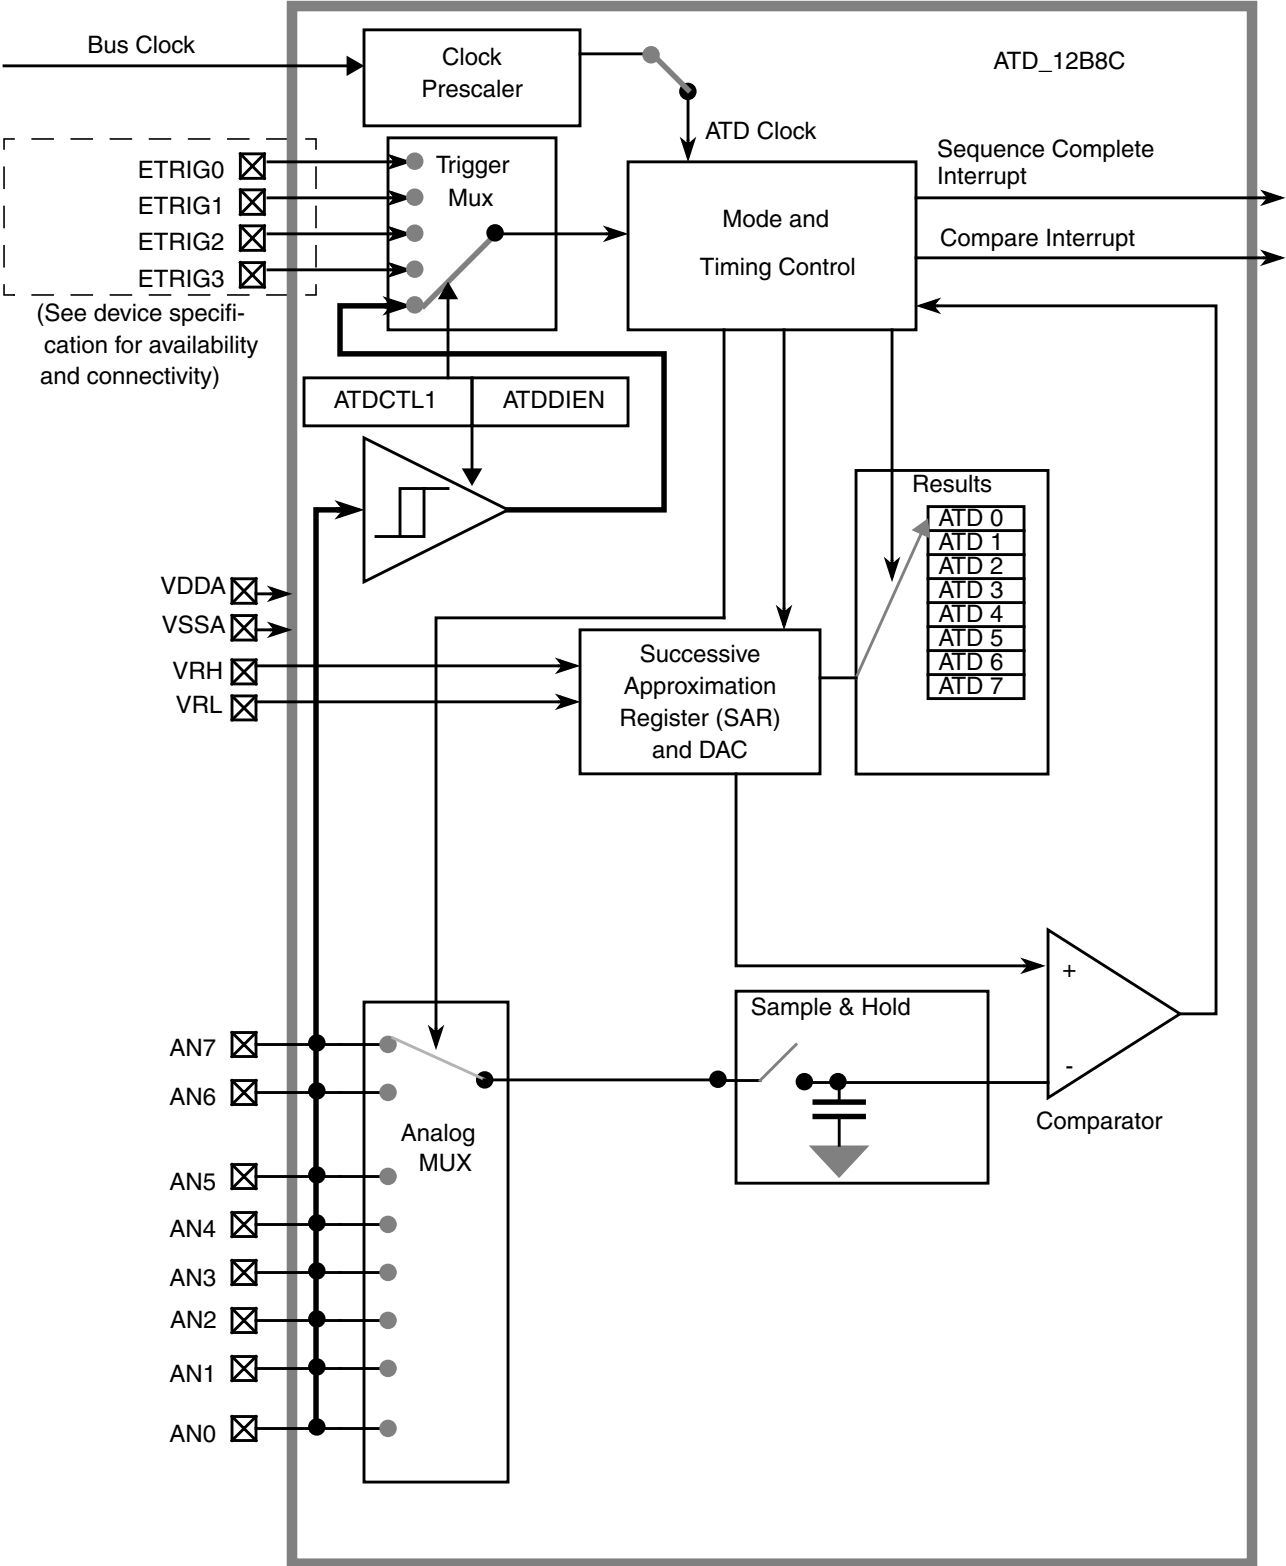 Bus Clock
Clock
Prescaler
ATD_12B8C
ATD Clock
ETRIG0
ETRIG1
ETRIG2
ETRIG3
(See device specifi-
cation for availability
and connectivity)
Trigger
Mux
Mode and
Timing Control
Sequence Complete
Interrupt
Compare Interrupt
ATDCTL1
ATDDIEN
Results
ATD 0
ATD 1
ATD 2
ATD 3
ATD 4
ATD 5
ATD 6
ATD 7
VDDA
VSSA
VRH
VRL
Successive
Approximation
Register (SAR)
and DAC
+
-
Comparator
Sample & Hold
Analog
MUX
AN7
AN6
AN5
AN4
AN3
AN2
AN1
AN0